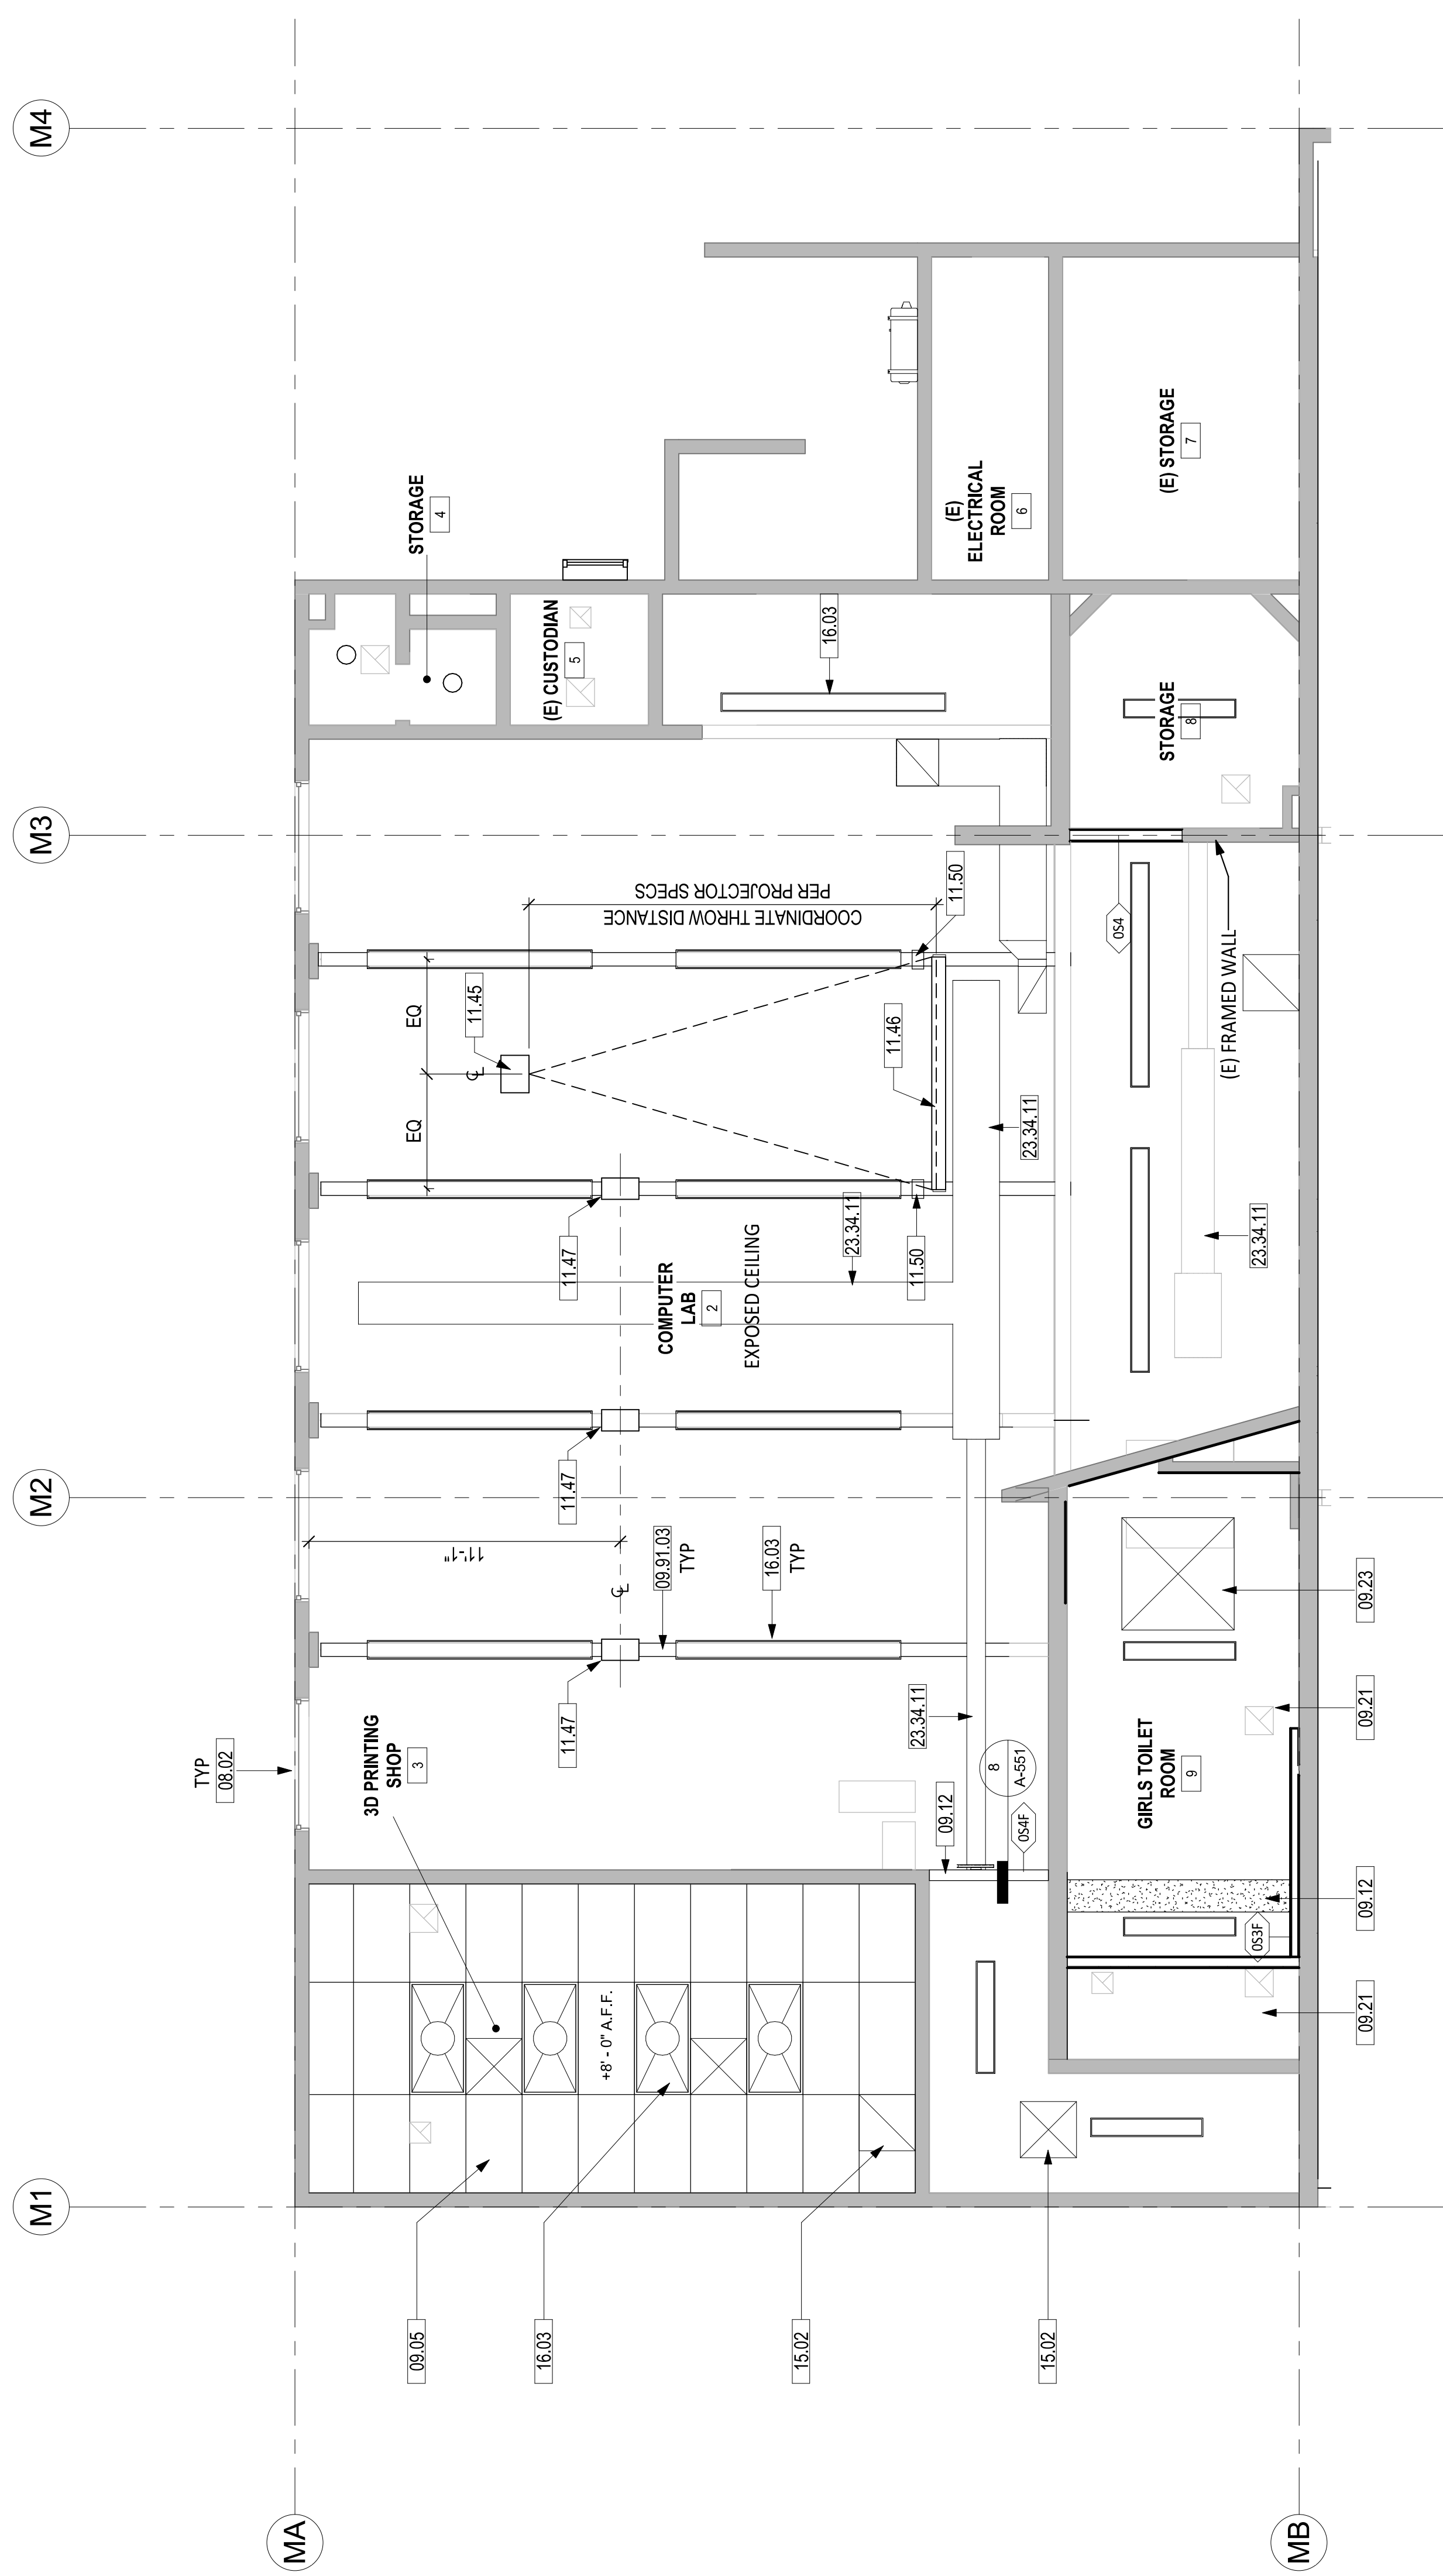 M1
M2
M3
M4
MA
MB
TYP
08.02
3D PRINTING
SHOP
3
11'-1"
EQ
EQ
℄
11.45
COORDINATE THROW DISTANCE
PER PROJECTOR SPECS
STORAGE
4
(E) CUSTODIAN
5
09.05
16.03
+8' - 0" A.F.F.
15.02
15.02
11.47
11.47
11.47
℄
09.91.03
TYP
16.03
TYP
COMPUTER
LAB
2
EXPOSED CEILING
23.34.11
11.50
11.46
11.50
23.34.11
16.03
23.34.11
09.12
8
A-551
0S4F
(E)
ELECTRICAL
ROOM
6
(E) STORAGE
7
STORAGE
8
0S4
(E) FRAMED WALL
23.34.11
GIRLS TOILET
ROOM
9
0S3F
09.21
09.12
09.21
09.23